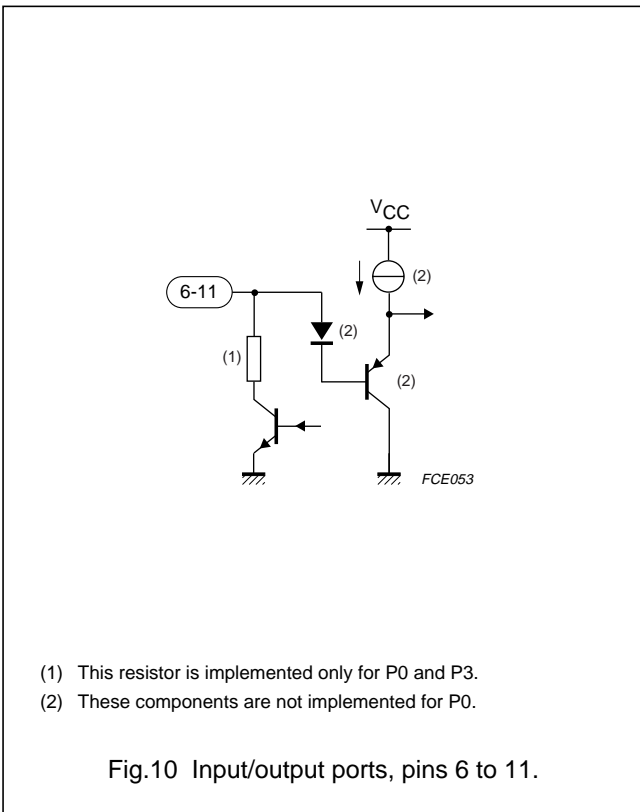 VCC
(2)
6-11
(2)
(1)
(2)
FCE053
(1) This resistor is implemented only for P0 and P3.
(2) These components are not implemented for P0.
Fig.10 Input/output ports, pins 6 to 11.